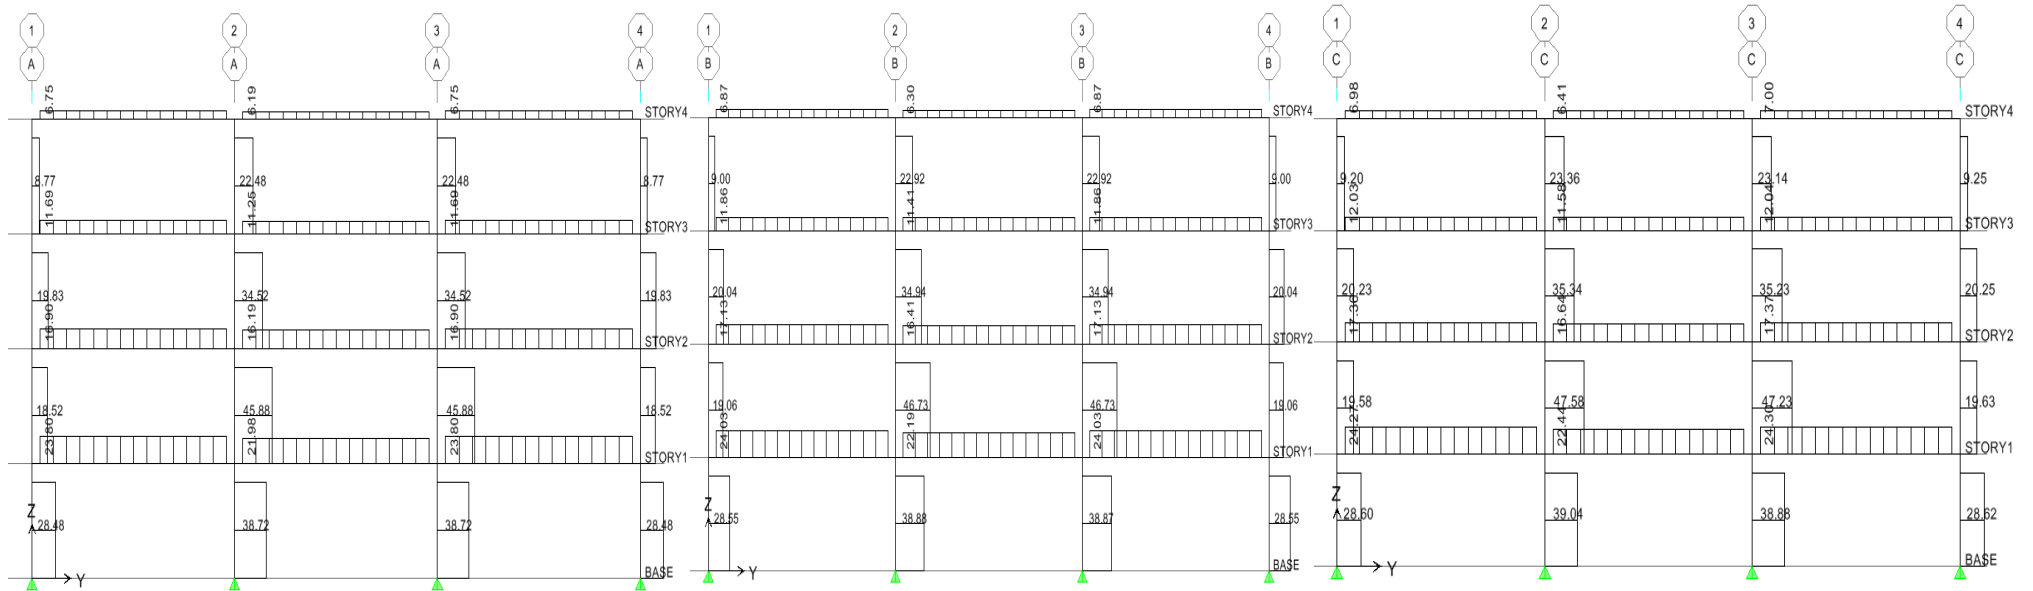 1 2 3 4
A A A A
6.75 6.19 6.75
STORY4
8.77 22.48 22.48 8.77
11.69 11.25 11.69
STORY3
19.83 34.52 34.52 19.83
16.90 16.19 16.90
STORY2
18.52 45.88 45.88 18.52
23.80 21.98 23.80
STORY1
Z
28.48 38.72 38.72 28.48
BASE
Y
1 2 3 4
B B B B
6.87 6.30 6.87
STORY4
9.00 22.92 22.92 9.00
11.86 11.41 11.86
STORY3
20.04 34.94 34.94 20.04
17.13 16.41 17.13
STORY2
19.06 46.73 46.73 19.06
24.03 22.19 24.03
STORY1
Z
28.55 38.88 38.87 28.55
BASE
Y
1 2 3 4
C C C C
6.98 6.41 7.00
STORY4
9.20 23.36 23.14 9.25
12.03 11.58 12.04
STORY3
20.23 35.34 35.23 20.25
17.36 16.64 17.37
STORY2
19.58 47.58 47.23 19.63
24.27 22.44 24.30
STORY1
Z
28.60 39.04 38.88 28.62
BASE
Y